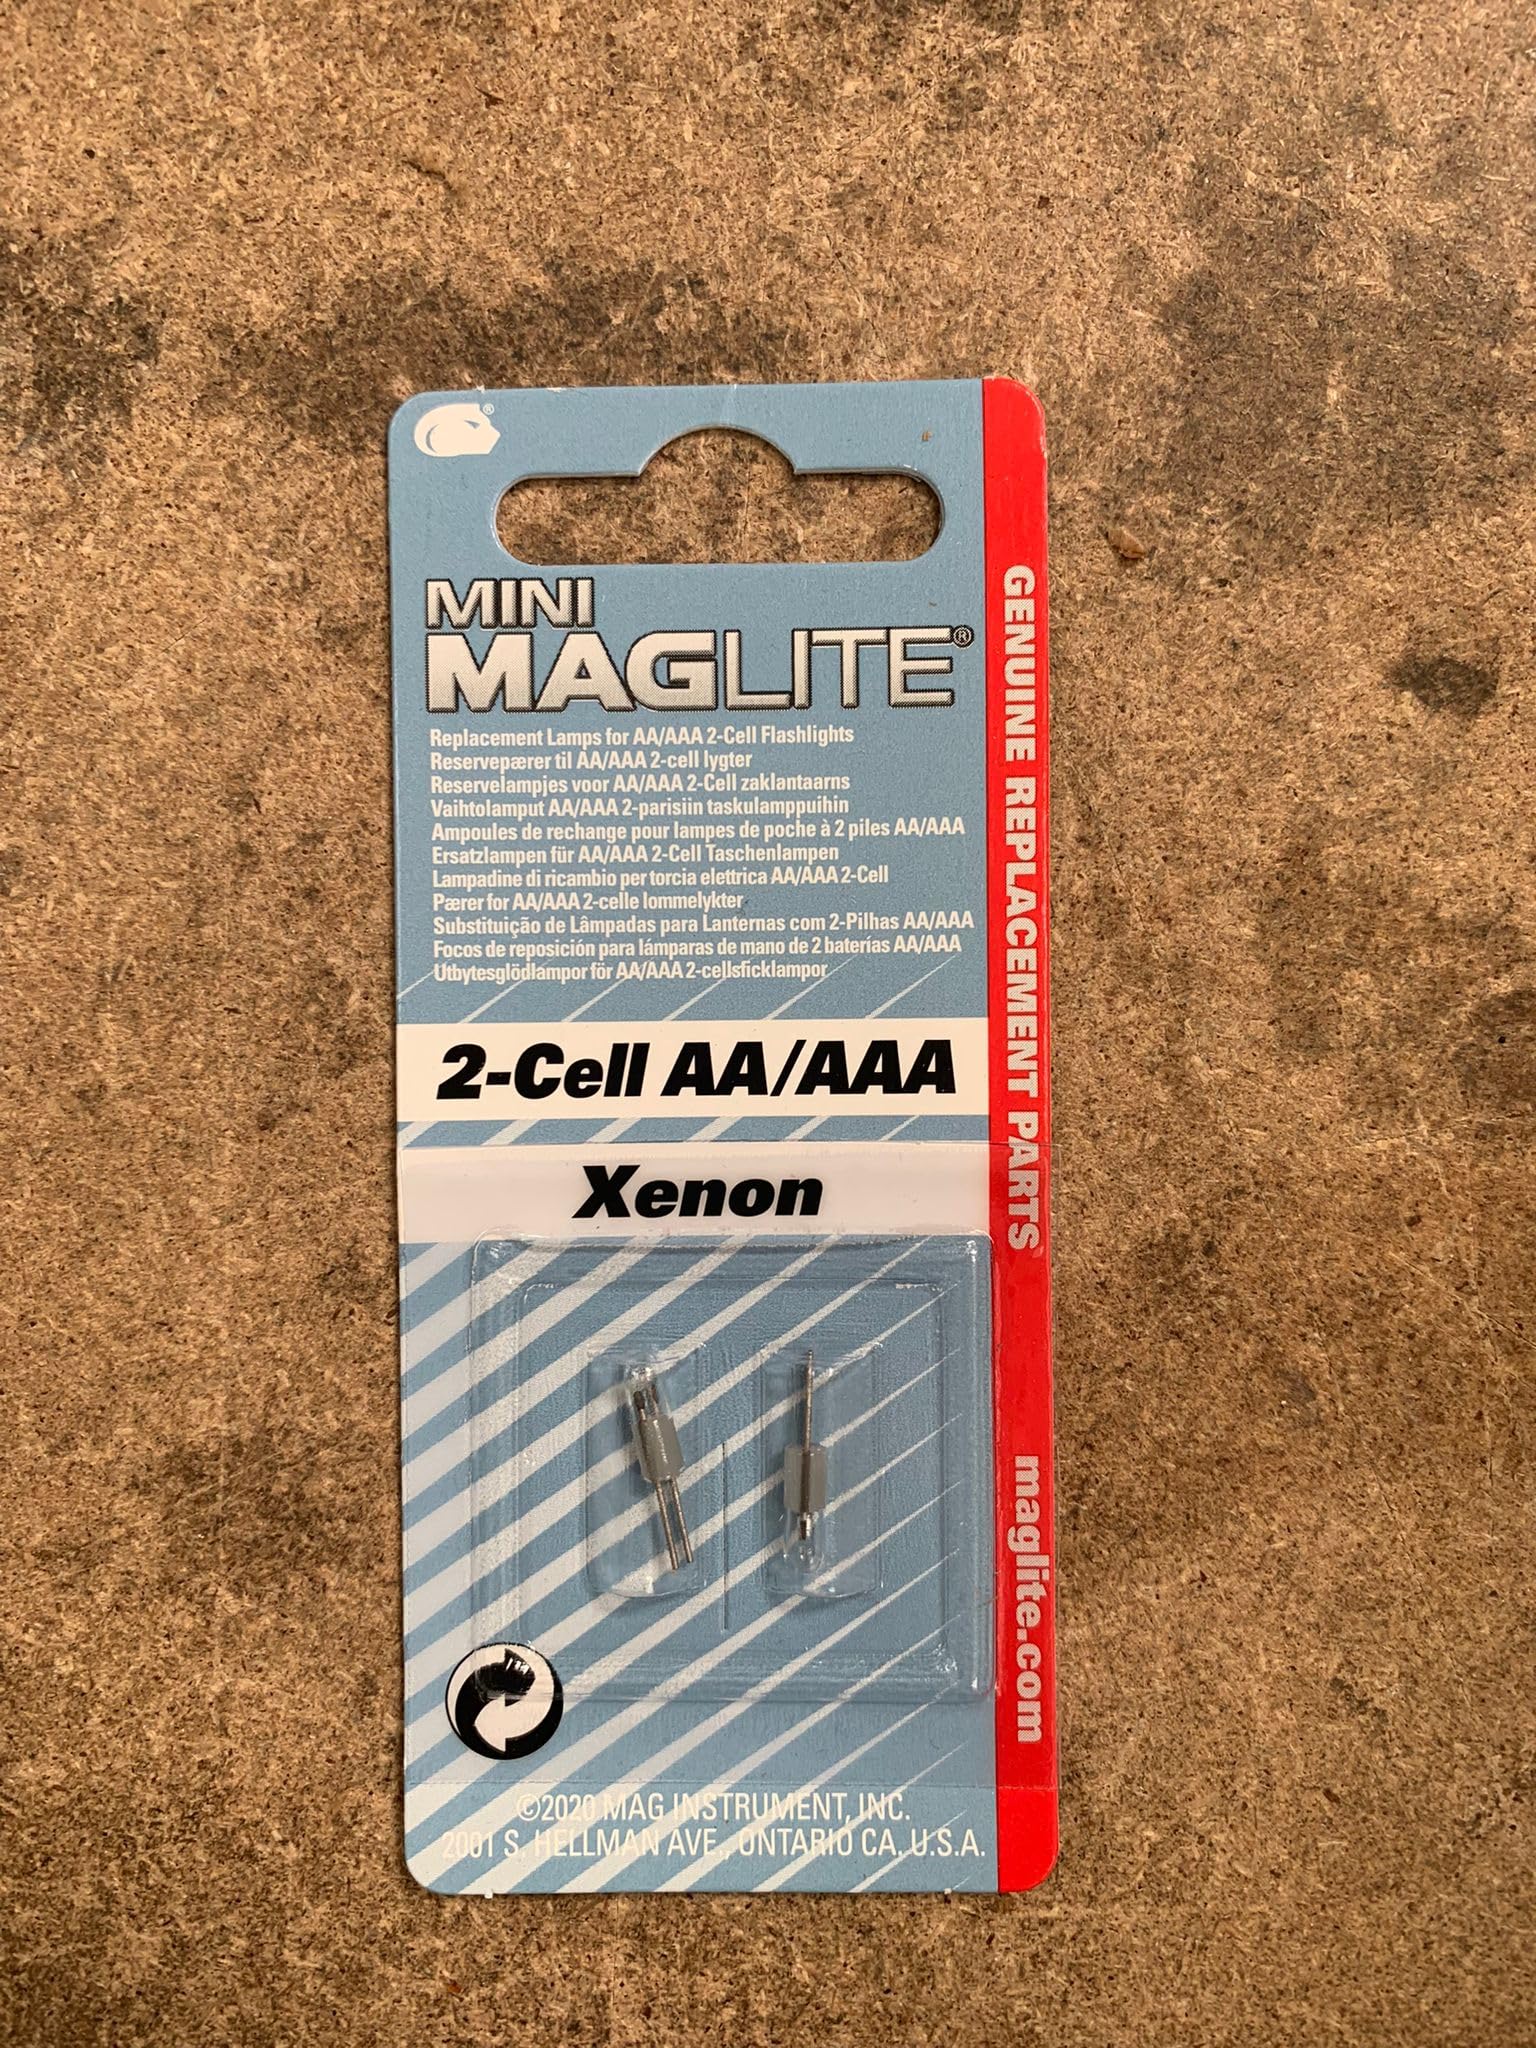 MINI
MAGLITE®
Replacement Lamps for AA/AAA 2-Cell Flashlights
Reservepærer til AA/AAA 2-cell lygter
Reservelampjes voor AA/AAA 2-Cell zaklantaarns
Vaihtolamput AA/AAA 2-parisiin taskulamppuihin
Ampoules de rechange pour lampes de poche à 2 piles AA/AAA
Ersatzlampen für AA/AAA 2-Cell Taschenlampen
Lampadine di ricambio per torcia elettrica AA/AAA 2-Cell
Pærer for AA/AAA 2-celle lommelykter
Substituição de Lâmpadas para Lanternas com 2-Pilhas AA/AAA
Focos de reposición para lámparas de mano de 2 baterías AA/AAA
Utbytesglödlampor för AA/AAA 2-cellsficklampor
2-Cell AA/AAA
Xenon
©2020 MAG INSTRUMENT, INC.
2001 S. HELLMAN AVE., ONTARIO CA. U.S.A.
GENUINE REPLACEMENT PARTS maglite.com